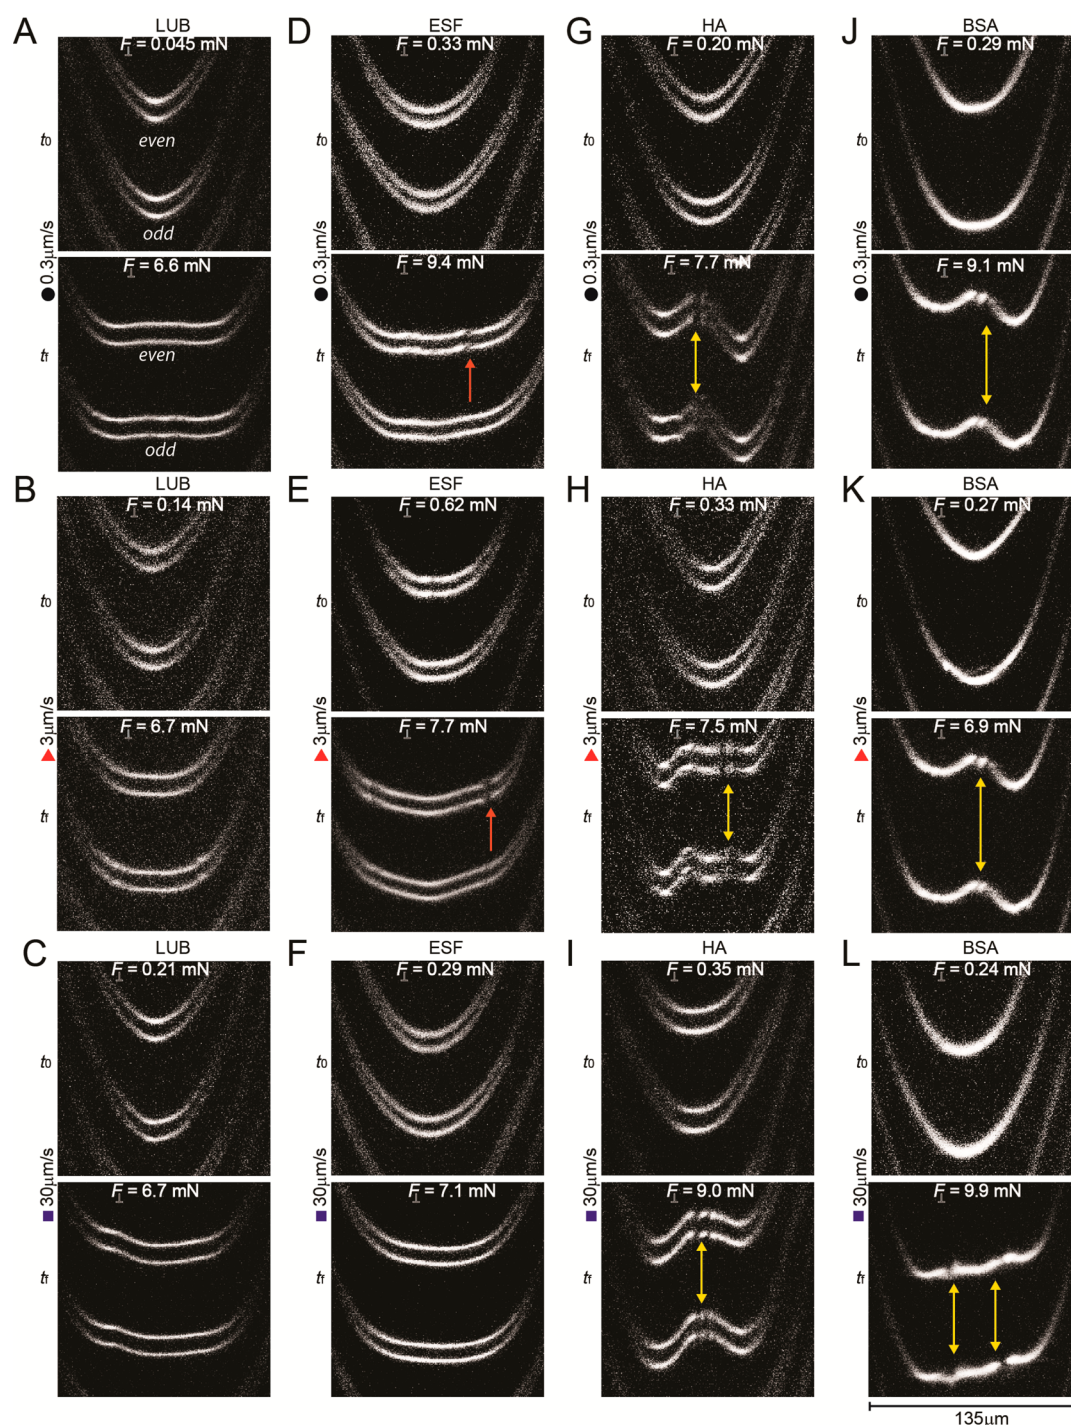 A LUB
F⊥ = 0.045 mN
even
odd
t0
F⊥ = 6.6 mN
even
odd
tf
● 0.3μm/s
D ESF
F⊥ = 0.33 mN
t0
F⊥ = 9.4 mN
tf
● 0.3μm/s
G HA
F⊥ = 0.20 mN
t0
F⊥ = 7.7 mN
tf
● 0.3μm/s
J BSA
F⊥ = 0.29 mN
t0
F⊥ = 9.1 mN
tf
● 0.3μm/s
B LUB
F⊥ = 0.14 mN
t0
F⊥ = 6.7 mN
tf
▲ 3μm/s
E ESF
F⊥ = 0.62 mN
t0
F⊥ = 7.7 mN
tf
▲ 3μm/s
H HA
F⊥ = 0.33 mN
t0
F⊥ = 7.5 mN
tf
▲ 3μm/s
K BSA
F⊥ = 0.27 mN
t0
F⊥ = 6.9 mN
tf
▲ 3μm/s
C LUB
F⊥ = 0.21 mN
t0
F⊥ = 6.7 mN
tf
■ 30μm/s
F ESF
F⊥ = 0.29 mN
t0
F⊥ = 7.1 mN
tf
■ 30μm/s
I HA
F⊥ = 0.35 mN
t0
F⊥ = 9.0 mN
tf
■ 30μm/s
L BSA
F⊥ = 0.24 mN
t0
F⊥ = 9.9 mN
tf
■ 30μm/s
135μm